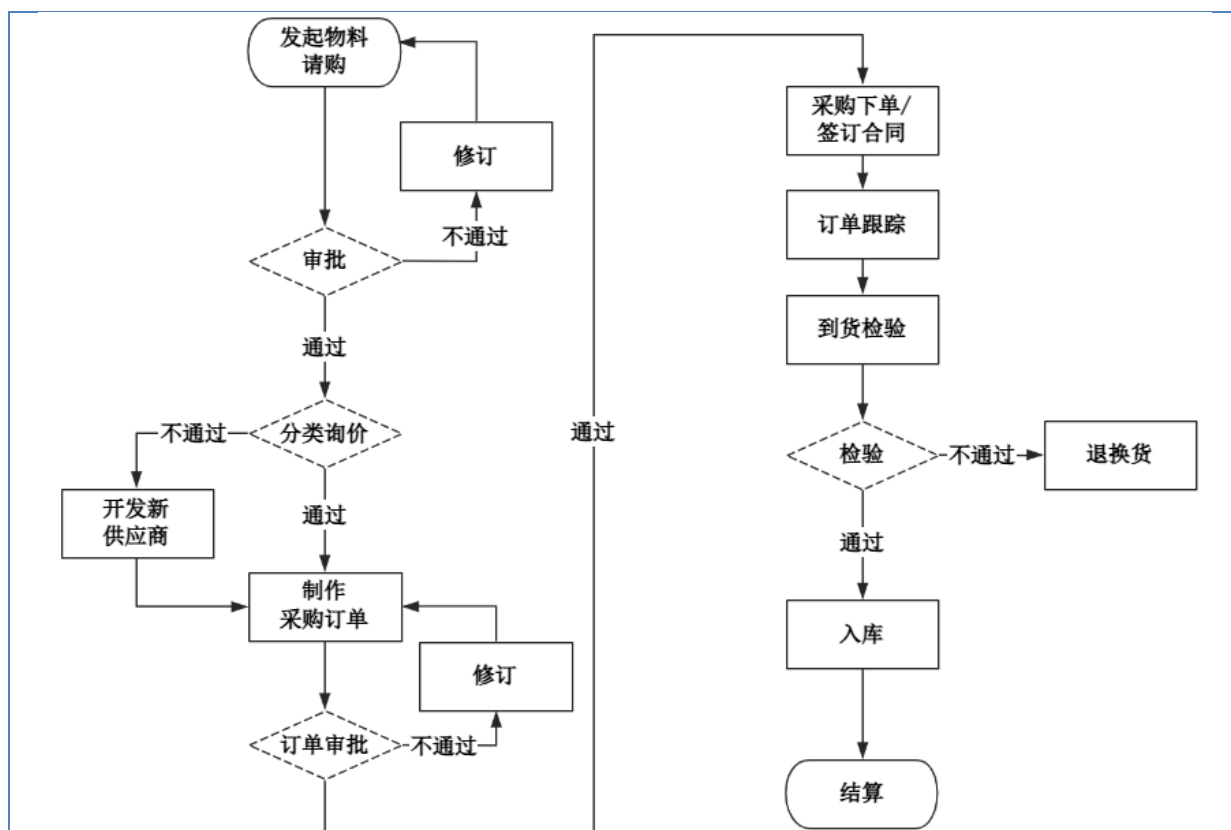 发起物料
请购
修订
不通过
审批
通过
不通过
分类询价
开发新
供应商
通过
制作
采购订单
修订
订单审批
不通过
通过
采购下单/
签订合同
订单跟踪
到货检验
检验
不通过
退换货
通过
入库
结算